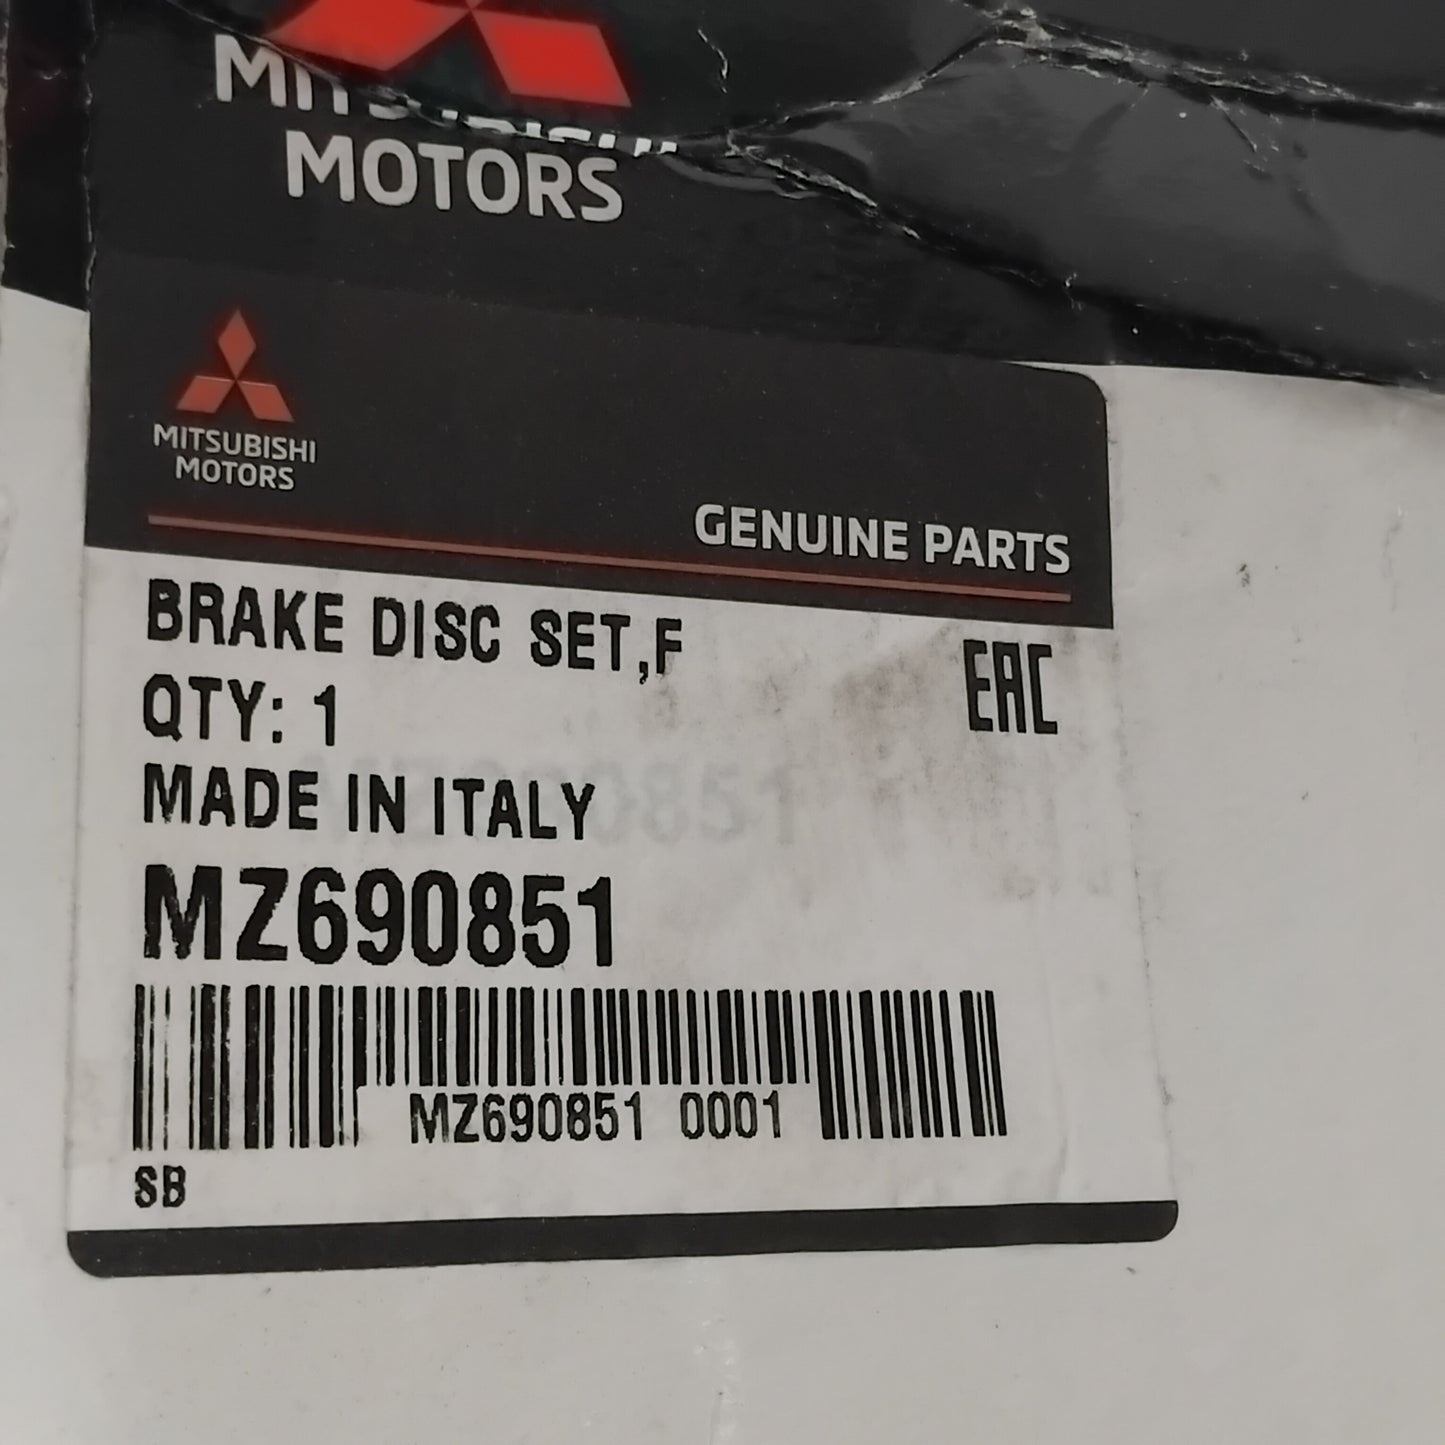 MITSUBISHI
MOTORS
MITSUBISHI
MOTORS
GENUINE PARTS
BRAKE DISC SET,F
EAC
QTY: 1
MADE IN ITALY
MZ690851
MZ690851 0001
SB